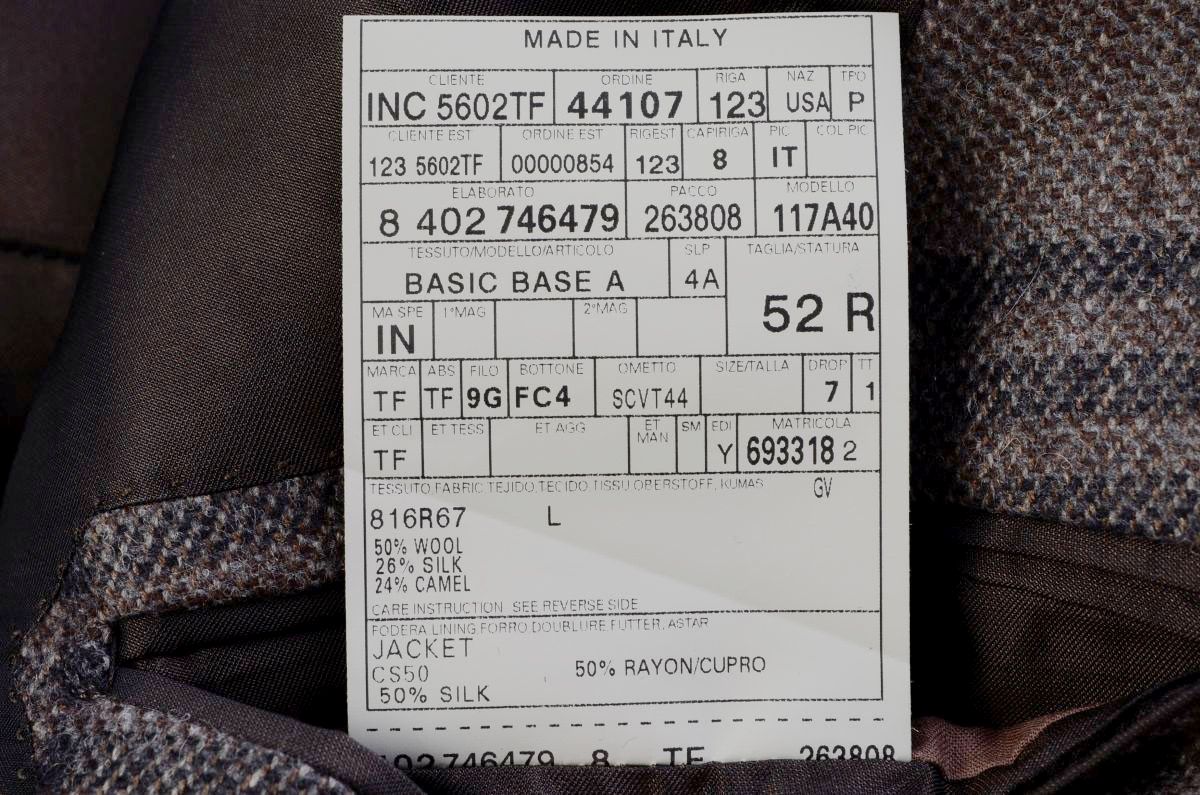 MADE IN ITALY
CLIENTE ORDINE RIGA NAZ TPO
INC 5602TF 44107 123 USA P
CLIENTE EST ORDINE EST RIGEST CAPIRIGA PIC COL PIC
123 5602TF 00000854 123 8 IT
ELABORATO PACCO MODELLO
8 402 746479 263808 117A40
TESSUTO/MODELLO/ARTICOLO SLP TAGLIA/STATURA
BASIC BASE A 4A
52 R
MA SPE 1°MAG 2°MAG
IN
MARCA ABS FILO BOTTONE OMETTO SIZE/TALLA DROP TT
TF TF 9G FC4 SCVT44 7 1
ET CLI ET TESS ET AGG ET MAN SM EDI MATRICOLA
TF Y 693318 2
TESSUTO,FABRIC,TEJIDO,TECIDO,TISSU,OBERSTOFF, KUMAS GV
816R67 L
50% WOOL
26% SILK
24% CAMEL
CARE INSTRUCTION SEE REVERSE SIDE
FODERA,LINING,FORRO,DOUBLURE,FUTTER, ASTAR
JACKET
CS50 50% RAYON/CUPRO
50% SILK
746479 8 TF 263808